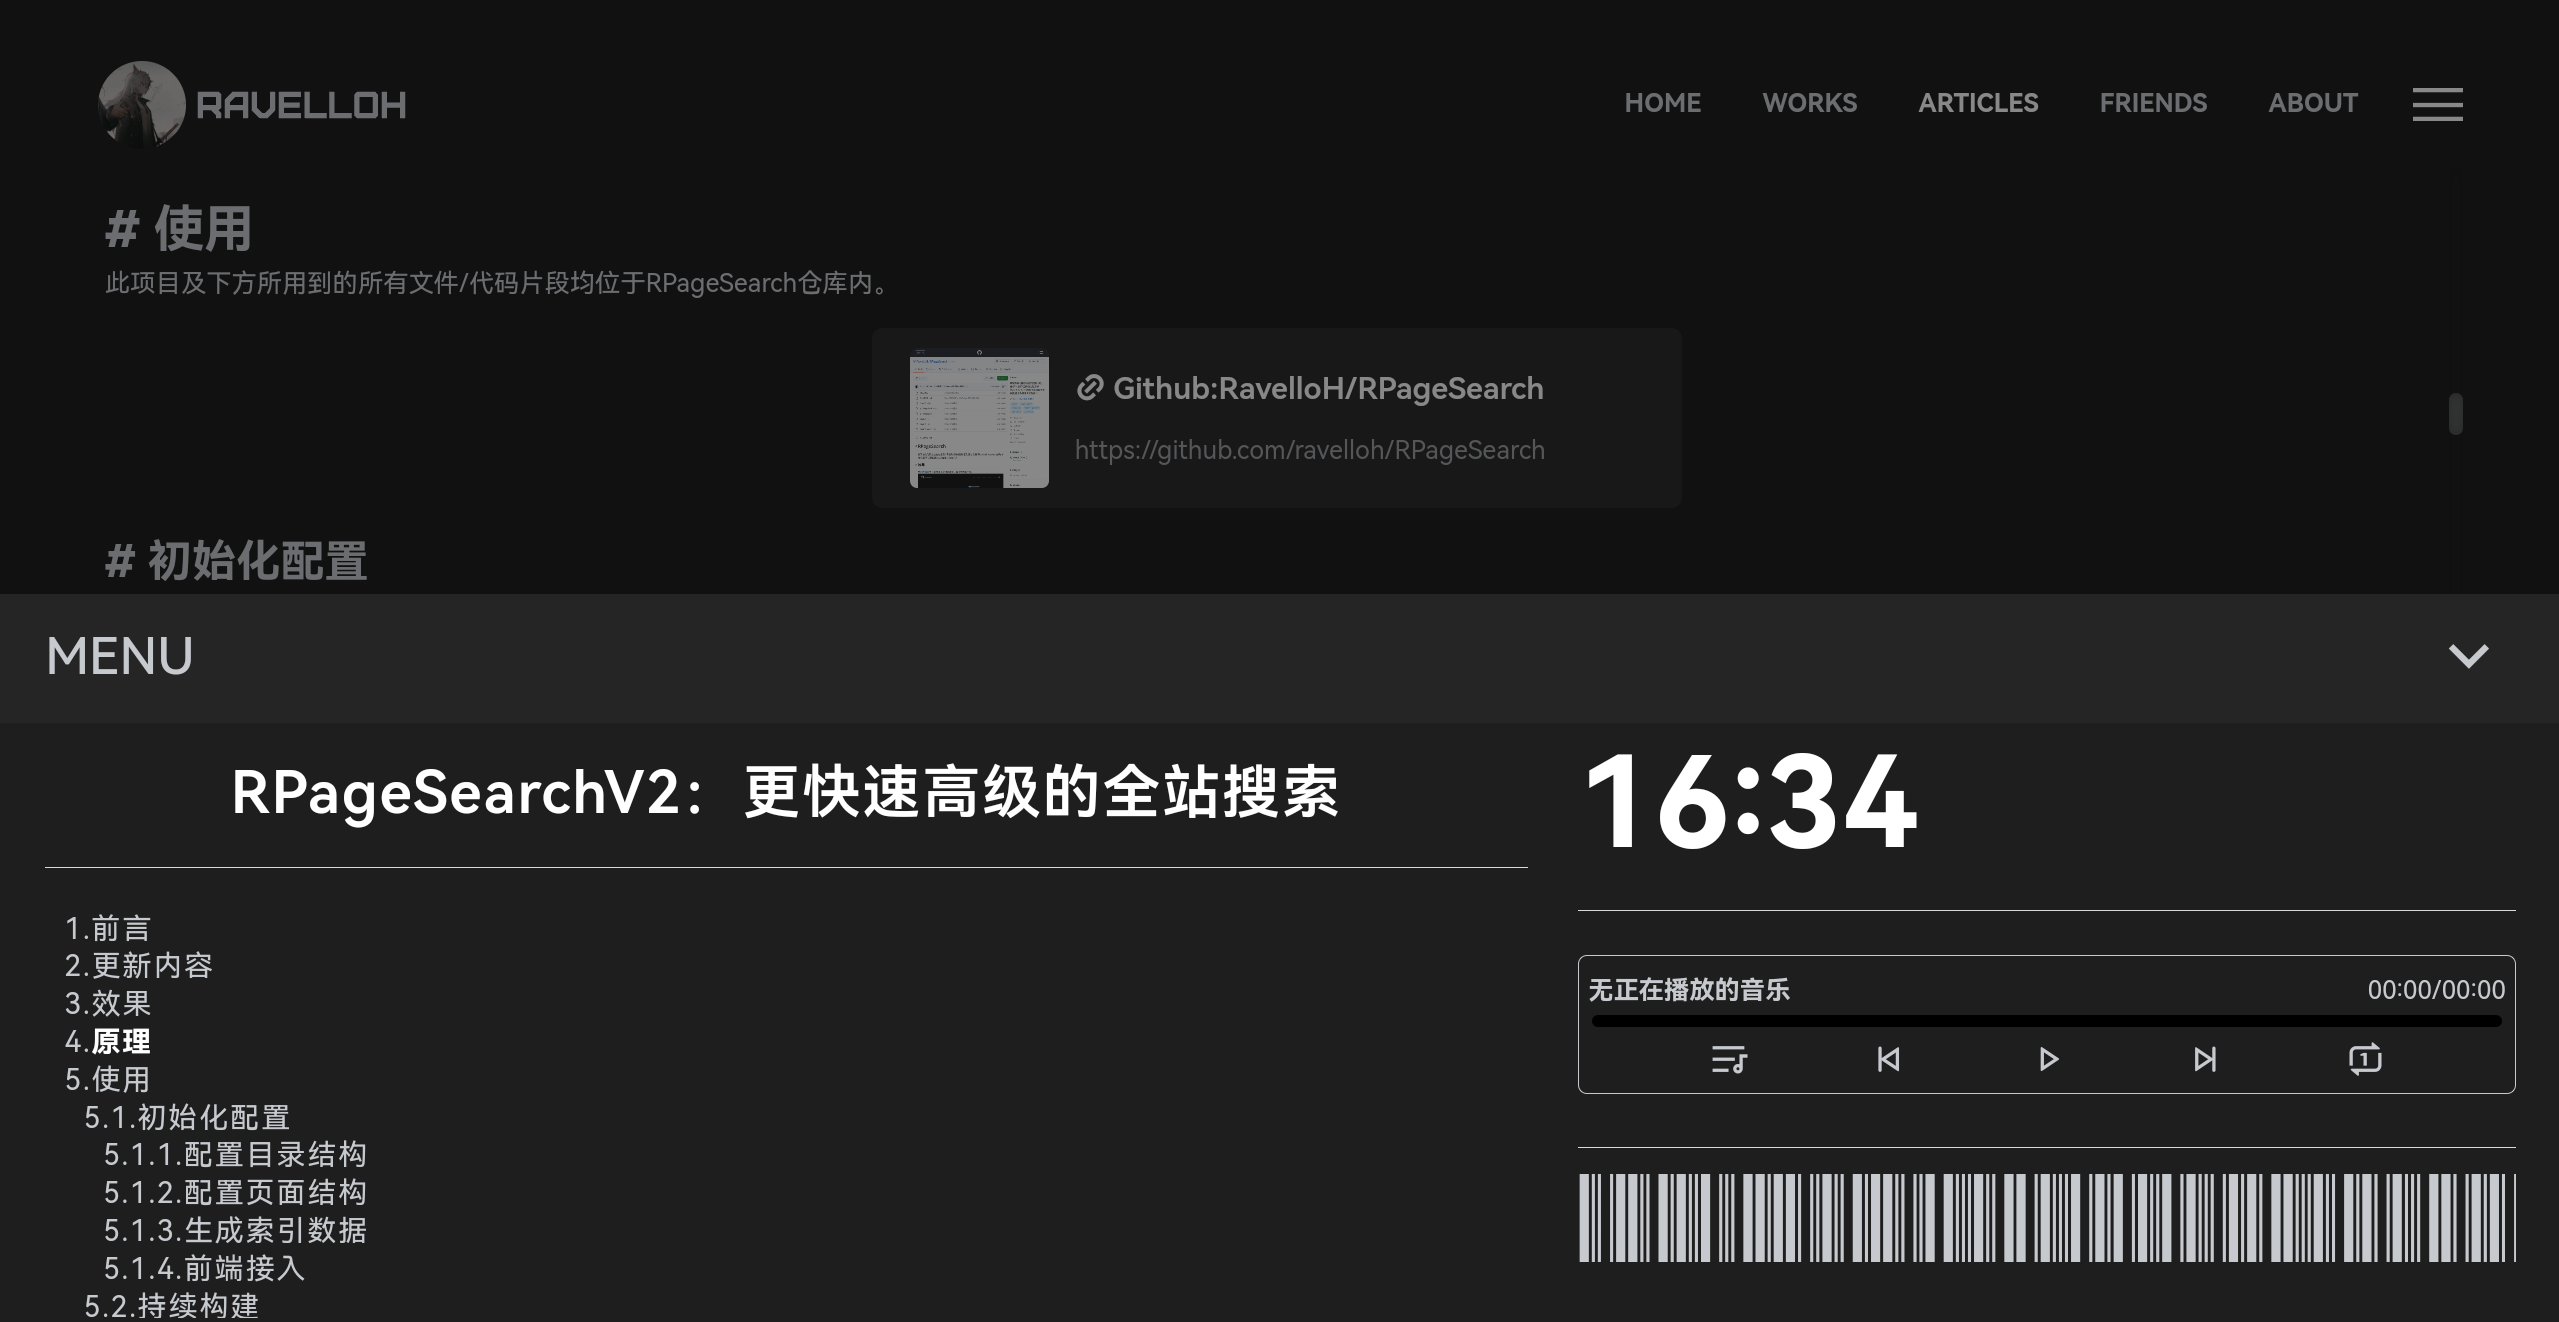 RAVELLOH
HOME WORKS ARTICLES FRIENDS ABOUT
# 使用
此项目及下方所用到的所有文件/代码片段均位于RPageSearch仓库内。
Github:RavelloH/RPageSearch
https://github.com/ravelloh/RPageSearch
# 初始化配置
MENU
RPageSearchV2：更快速高级的全站搜索
1.前言
2.更新内容
3.效果
4.原理
5.使用
5.1.初始化配置
5.1.1.配置目录结构
5.1.2.配置页面结构
5.1.3.生成索引数据
5.1.4.前端接入
5.2.持续构建
16:34
无正在播放的音乐 00:00/00:00
1